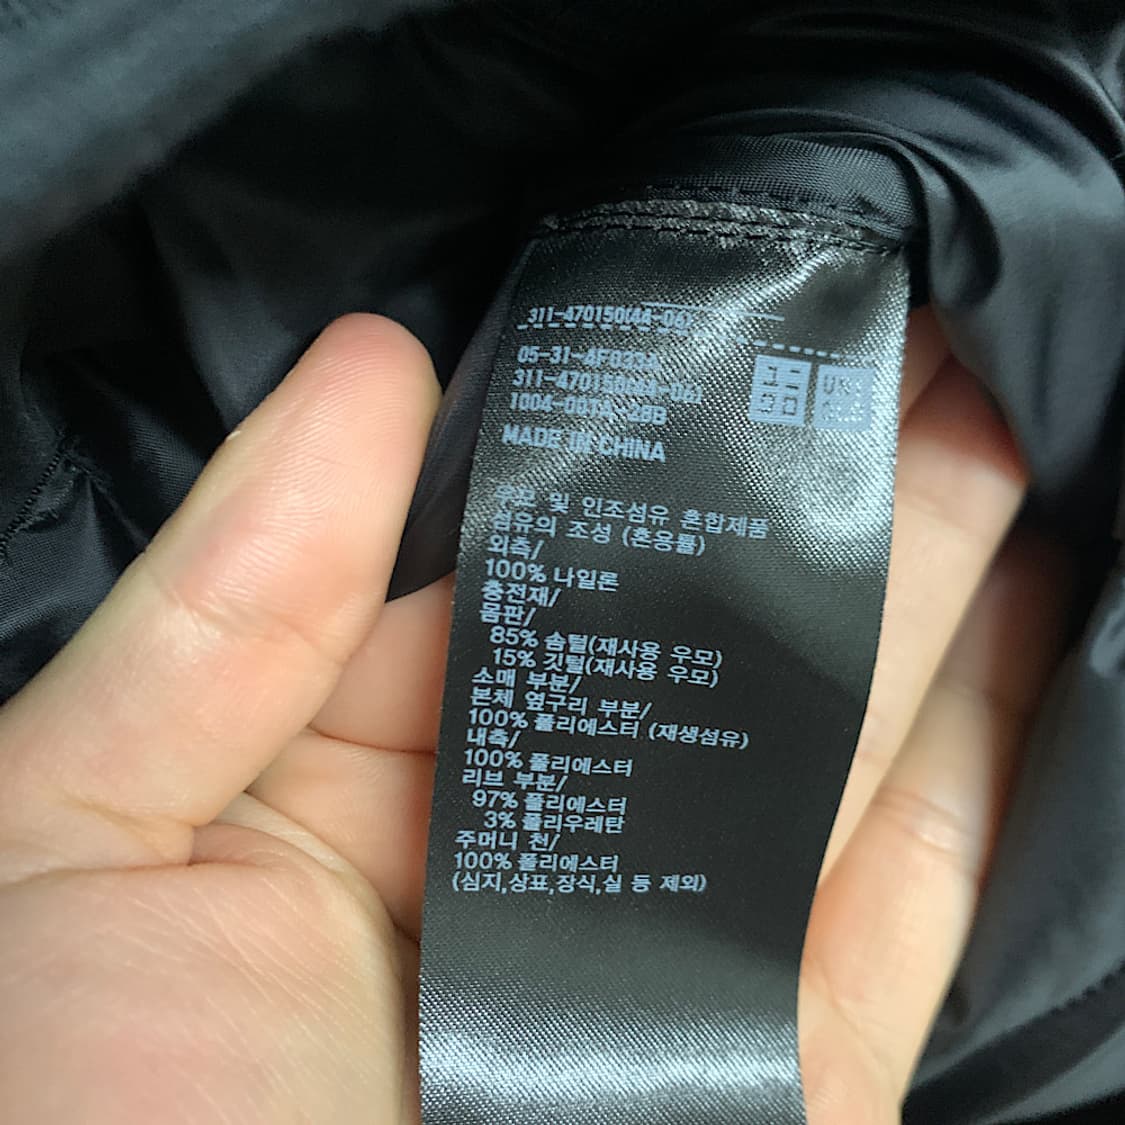 311-470150(44-06)
05-31-4F033A
311-470150(44-06)
28B
MADE IN CHINA
우모 및 인조섬유 혼합제품
섬유의 조성 (혼용률)
외측/
100% 나일론
충전재/
몸판/
85% 솜털(재사용 우모)
15% 깃털(재사용 우모)
소매 부분/
본체 옆구리 부분/
100% 폴리에스터 (재생섬유)
내측/
100% 폴리에스터
리브 부분/
97% 폴리에스터
3% 폴리우레탄
주머니 천/
100% 폴리에스터
(심지,상표,장식,실 등 제외)